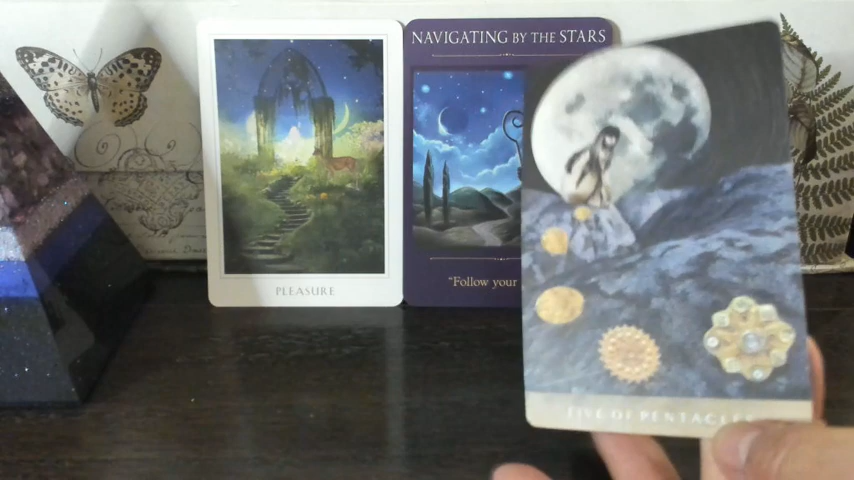 PLEASURE
NAVIGATING BY THE STARS
"Follow your
FIVE OF PENTACLES